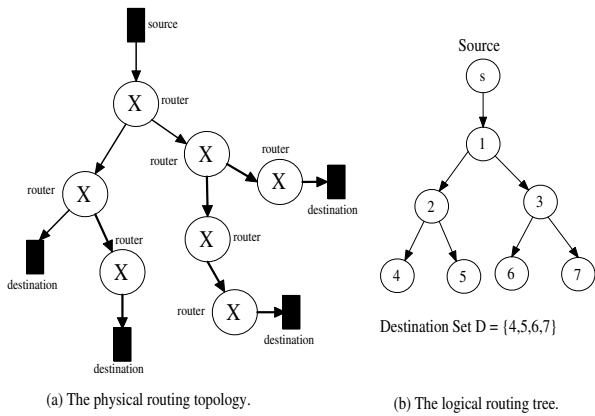 source
X
router
router
X
router
X
destination
router
X
destination
router
X
destination
X
router
router
X
destination
(a) The physical routing topology.
Source
s
1
2
3
4
5
6
7
Destination Set D = {4,5,6,7}
(b) The logical routing tree.